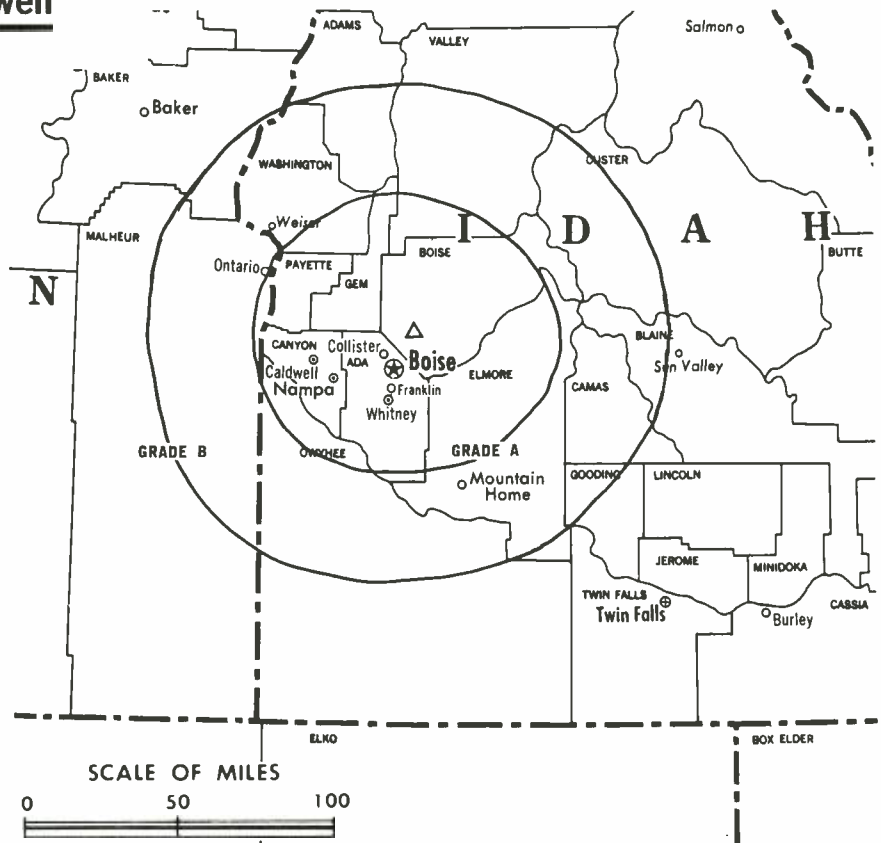 well
ADAMS
VALLEY
Salmon
BAKER
Baker
WASHINGTON
CUSTER
Weiser
MALHEUR
I D A H
BOISE
BUTTE
Ontario
PAYETTE
GEM
N
CANYON
Collister
ADA
Boise
BLAINE
Sun Valley
Caldwell
Nampa
Franklin
ELMORE
CAMAS
Whitney
GRADE B
OWYHEE
GRADE A
Mountain
Home
GOODING
LINCOLN
JEROME
MINIDOKA
TWIN FALLS
Twin Falls
CASSIA
Burley
ELKO
BOX ELDER
SCALE OF MILES
0 50 100